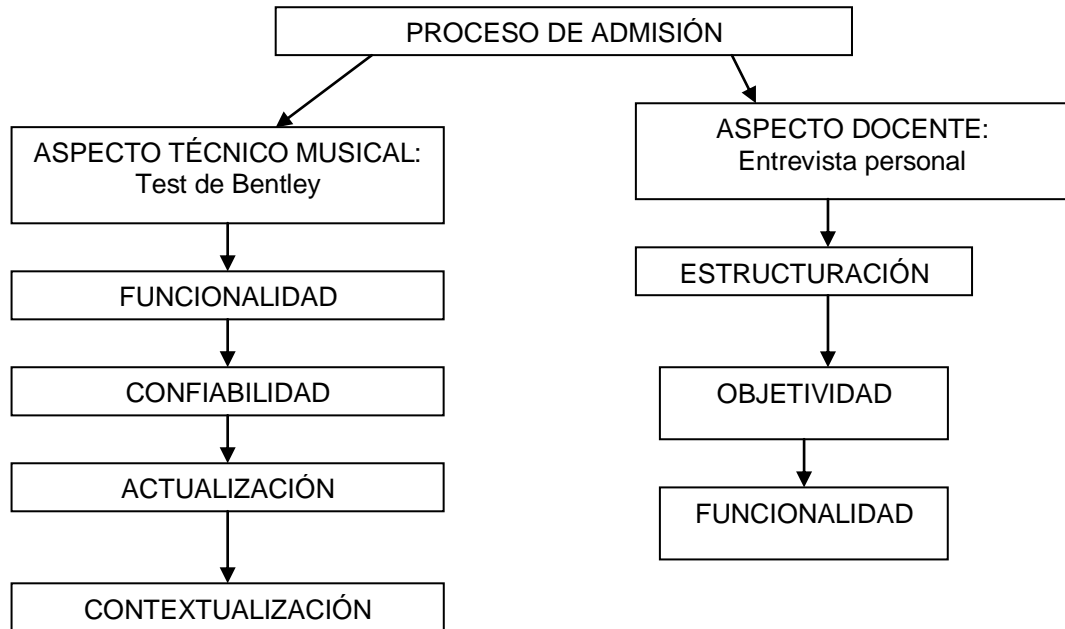 PROCESO DE ADMISIÓN
ASPECTO TÉCNICO MUSICAL:
Test de Bentley
FUNCIONALIDAD
CONFIABILIDAD
ACTUALIZACIÓN
CONTEXTUALIZACIÓN
ASPECTO DOCENTE:
Entrevista personal
ESTRUCTURACIÓN
OBJETIVIDAD
FUNCIONALIDAD